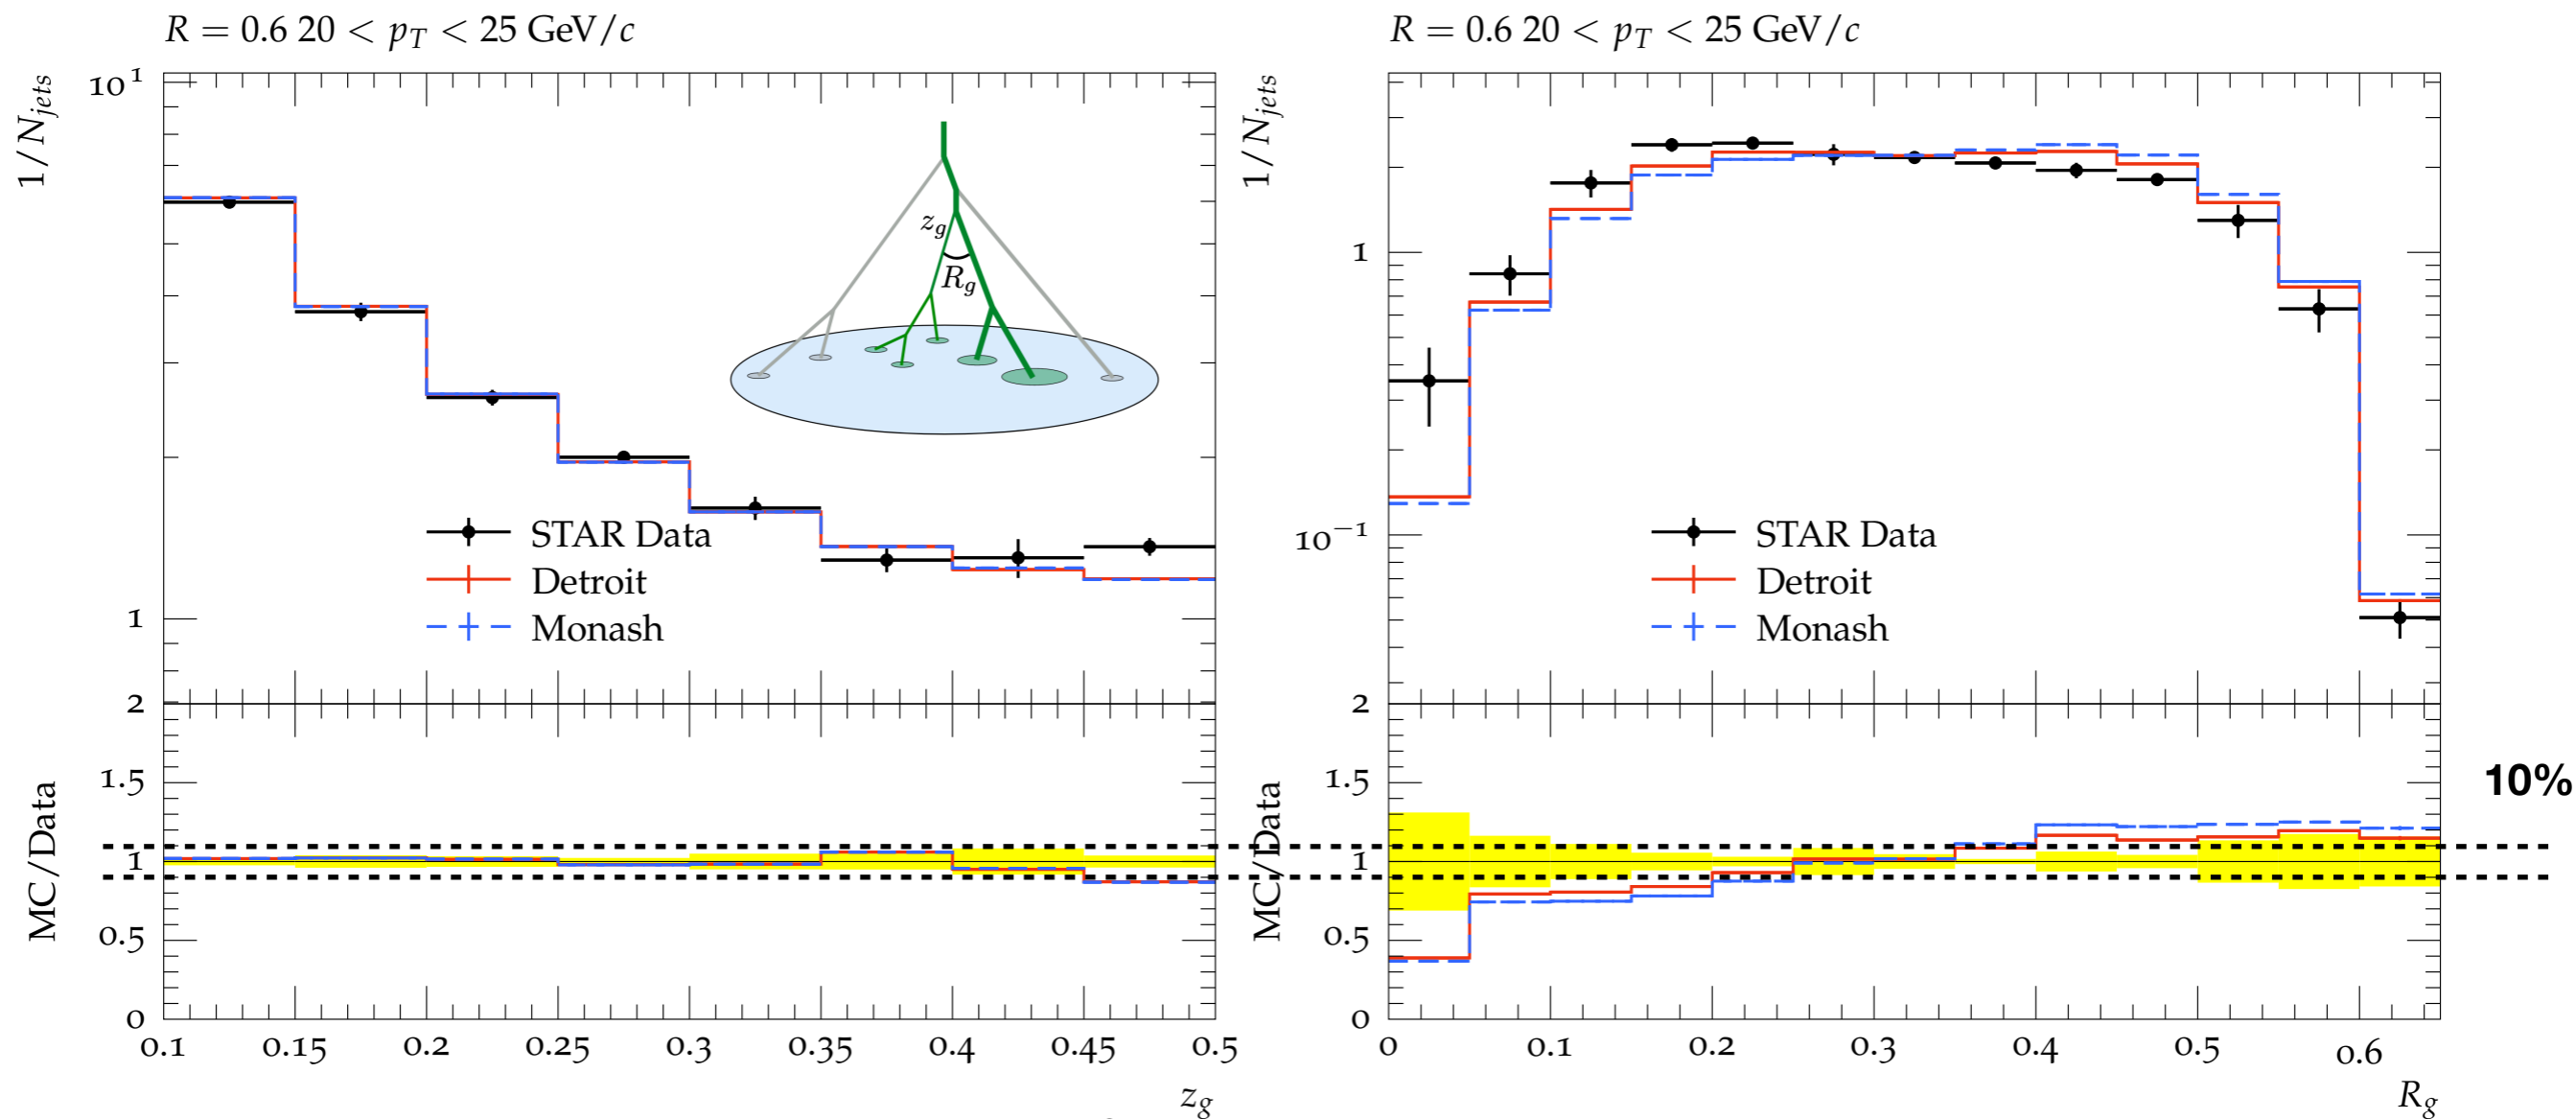 R = 0.6 20 < p_T < 25 GeV/c
1/N_jets
10^1
1
z_g
R_g
STAR Data
Detroit
Monash
MC/Data
2
1.5
1
0.5
0
0.1 0.15 0.2 0.25 0.3 0.35 0.4 0.45 0.5
z_g
R = 0.6 20 < p_T < 25 GeV/c
1/N_jets
1
10^−1
STAR Data
Detroit
Monash
MC/Data
2
1.5
1
0.5
0
0 0.1 0.2 0.3 0.4 0.5 0.6
R_g
10%